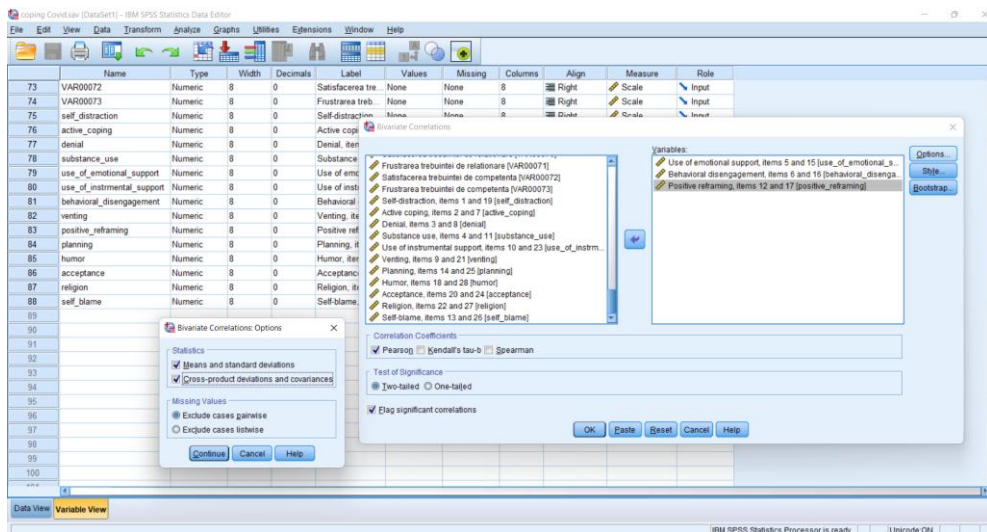 coping Covid.sav [DataSet1] - IBM SPSS Statistics Data Editor
File Edit View Data Transform Analyze Graphs Utilities Extensions Window Help
Name Type Width Decimals Label Values Missing Columns Align Measure Role
73 VAR00072 Numeric 8 0 Satisfacerea tre... None None 8 Right Scale Input
74 VAR00073 Numeric 8 0 Frustrarea treb... None None 8 Right Scale Input
75 self_distraction Numeric 8 0 Self-distraction, None None 8 Right Scale Input
76 active_coping Numeric 8 0 Active copi
77 denial Numeric 8 0 Denial, iten
78 substance_use Numeric 8 0 Substance
79 use_of_emotional_support Numeric 8 0 Use of emo
80 use_of_instrmental_support Numeric 8 0 Use of inst
81 behavioral_disengagement Numeric 8 0 Behavioral
82 venting Numeric 8 0 Venting, ite
83 positive_reframing Numeric 8 0 Positive ref
84 planning Numeric 8 0 Planning, it
85 humor Numeric 8 0 Humor, iter
86 acceptance Numeric 8 0 Acceptanc
87 religion Numeric 8 0 Religion, ite
88 self_blame Numeric 8 0 Self-blame,
89
90
91
92
93
94
95
96
97
98
99
100
Bivariate Correlations
Frustrarea trebuintei de relationare [VAR00071]
Satisfacerea trebuintei de competenta [VAR00072]
Frustrarea trebuintei de competenta [VAR00073]
Self-distraction, items 1 and 19 [self_distraction]
Active coping, items 2 and 7 [active_coping]
Denial, items 3 and 8 [denial]
Substance use, items 4 and 11 [substance_use]
Use of instrumental support, items 10 and 23 [use_of_instrm...
Venting, items 9 and 21 [venting]
Planning, items 14 and 25 [planning]
Humor, items 18 and 28 [humor]
Acceptance, items 20 and 24 [acceptance]
Religion, items 22 and 27 [religion]
Self-blame, items 13 and 26 [self_blame]
Variables:
Use of emotional support, items 5 and 15 [use_of_emotional_s...
Behavioral disengagement, items 6 and 16 [behavioral_disenga...
Positive reframing, items 12 and 17 [positive_reframing]
Options...
Style...
Bootstrap...
Correlation Coefficients
Pearson Kendall's tau-b Spearman
Test of Significance
Two-tailed One-tailed
Flag significant correlations
OK Paste Reset Cancel Help
Bivariate Correlations: Options
Statistics
Means and standard deviations
Cross-product deviations and covariances
Missing Values
Exclude cases pairwise
Exclude cases listwise
Continue Cancel Help
Data View Variable View
IBM SPSS Statistics Processor is ready Unicode:ON